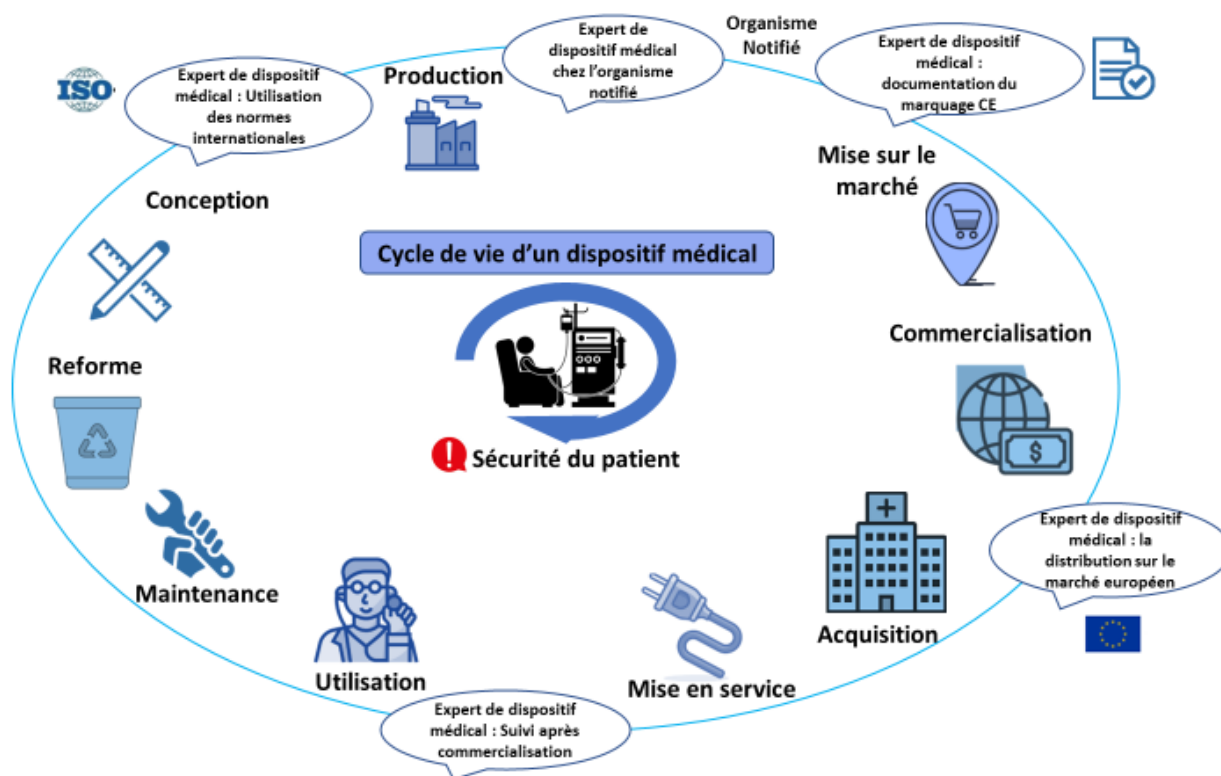 Organisme
Notifié
Expert de
dispositif médical
chez l'organisme
notifié
Expert de dispositif
médical :
documentation du
marquage CE
ISO
Expert de dispositif
médical : Utilisation
des normes
internationales
Production
Mise sur le
marché
Conception
Cycle de vie d'un dispositif médical
Commercialisation
Reforme
$
Sécurité du patient
Expert de dispositif
médical : la
distribution sur le
marché européen
Maintenance
Acquisition
Utilisation
Mise en service
Expert de dispositif
médical : Suivi après
commercialisation